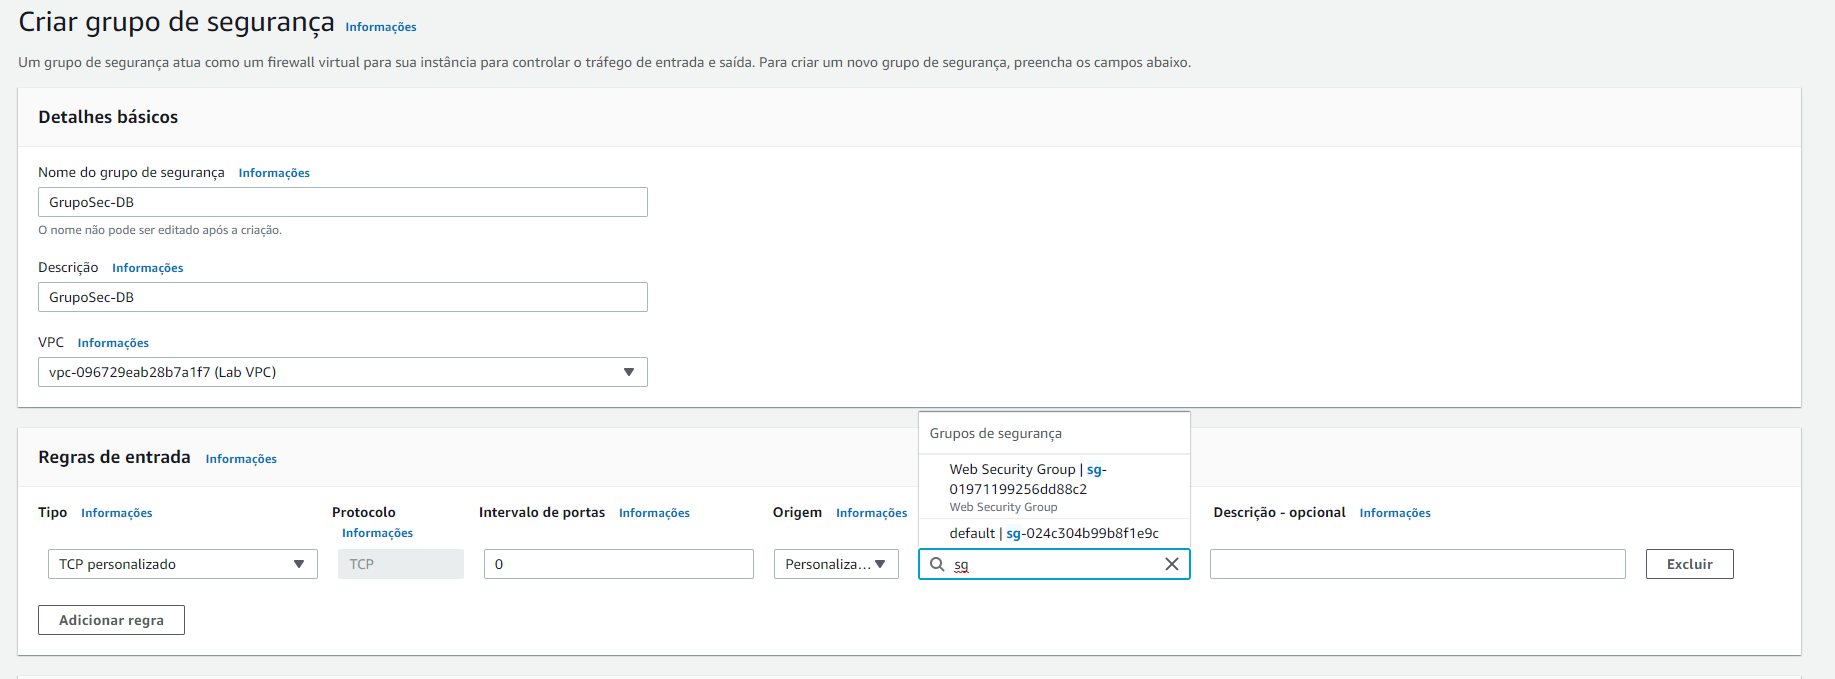 Criar grupo de segurança Informações
Um grupo de segurança atua como um firewall virtual para sua instância para controlar o tráfego de entrada e saída. Para criar um novo grupo de segurança, preencha os campos abaixo.
Detalhes básicos
Nome do grupo de segurança Informações
GrupoSec-DB
O nome não pode ser editado após a criação.
Descrição Informações
GrupoSec-DB
VPC Informações
vpc-096729eab28b7a1f7 (Lab VPC)
Regras de entrada Informações
Grupos de segurança
Web Security Group | sg-
01971199256dd88c2
Web Security Group
default | sg-024c304b99b8f1e9c
Tipo Informações
Protocolo
Informações
Intervalo de portas Informações
Origem Informações
Descrição - opcional Informações
TCP personalizado
TCP
0
Personaliza...
sg
Excluir
Adicionar regra